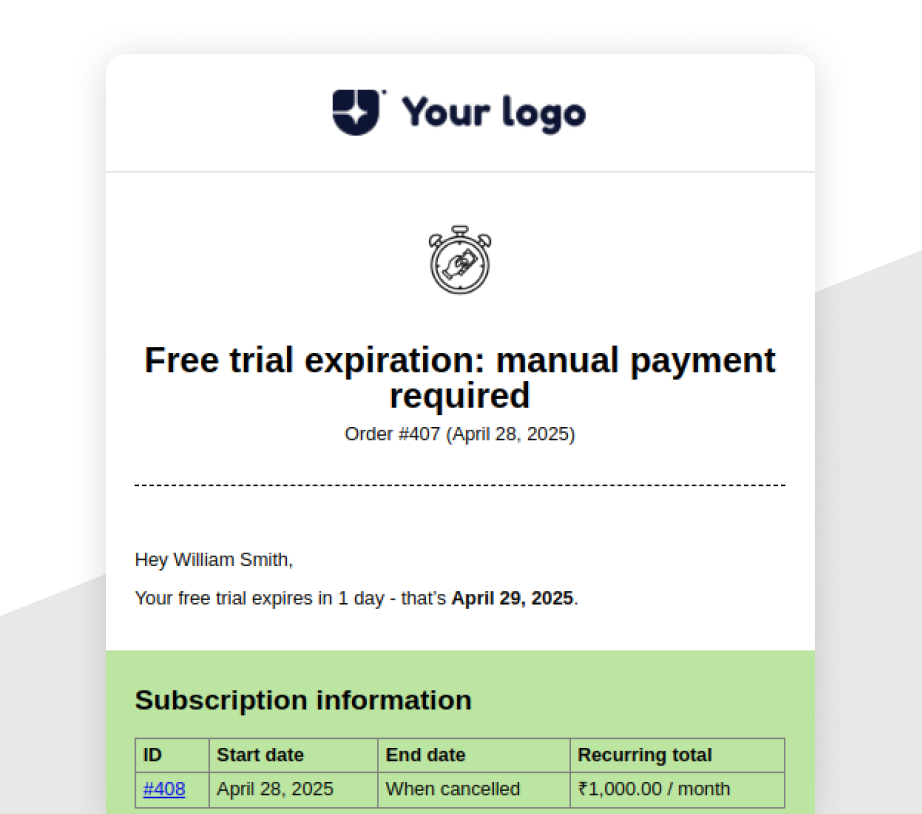 Your logo
Free trial expiration: manual payment
required
Order #407 (April 28, 2025)
Hey William Smith,
Your free trial expires in 1 day - that’s April 29, 2025.
Subscription information
ID Start date End date Recurring total
#408 April 28, 2025 When cancelled ₹1,000.00 / month